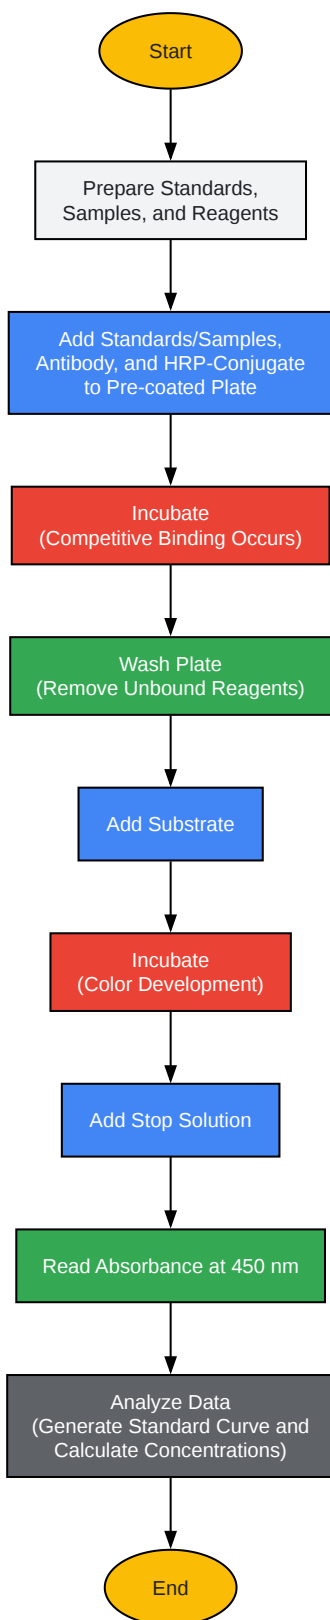 Start
Prepare Standards,
Samples, and Reagents
Add Standards/Samples,
Antibody, and HRP-Conjugate
to Pre-coated Plate
Incubate
(Competitive Binding Occurs)
Wash Plate
(Remove Unbound Reagents)
Add Substrate
Incubate
(Color Development)
Add Stop Solution
Read Absorbance at 450 nm
Analyze Data
(Generate Standard Curve and
Calculate Concentrations)
End